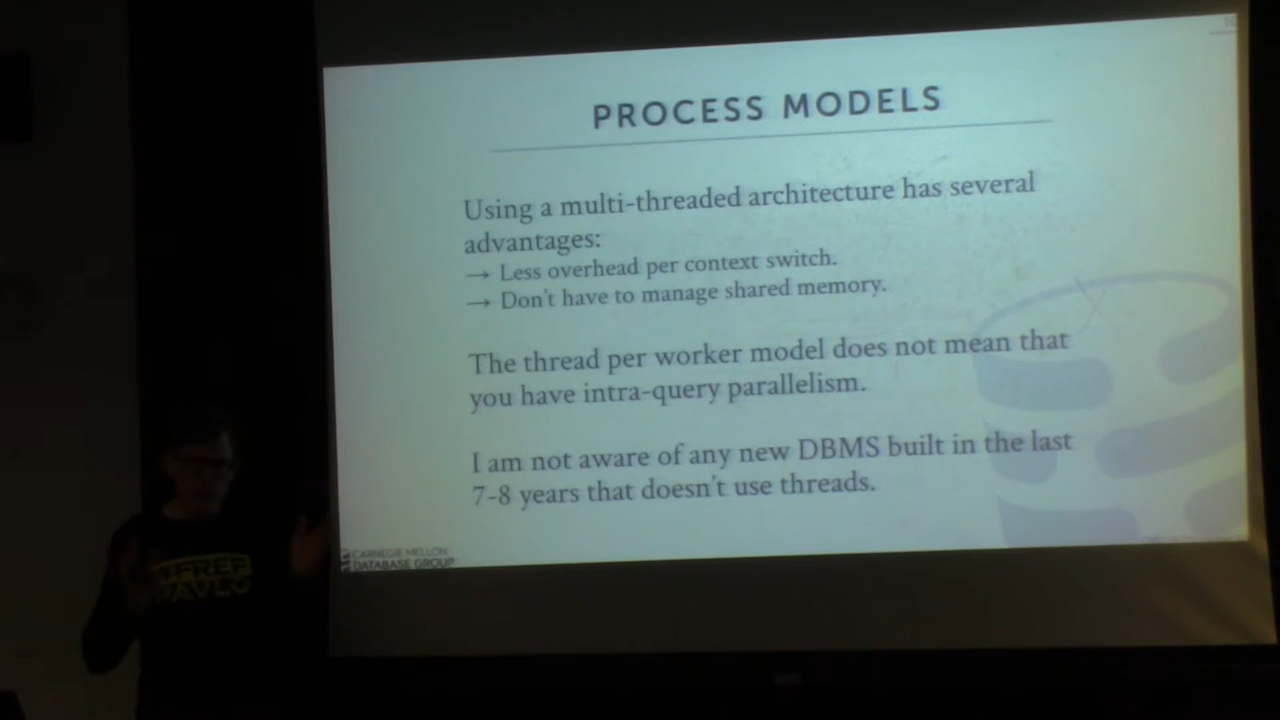 PROCESS MODELS
Using a multi-threaded architecture has several
advantages:
→ Less overhead per context switch.
→ Don't have to manage shared memory.
The thread per worker model does not mean that
you have intra-query parallelism.
I am not aware of any new DBMS built in the last
7-8 years that doesn't use threads.
CARNEGIE MELLON
DATABASE GROUP
#FREE
PAVLO